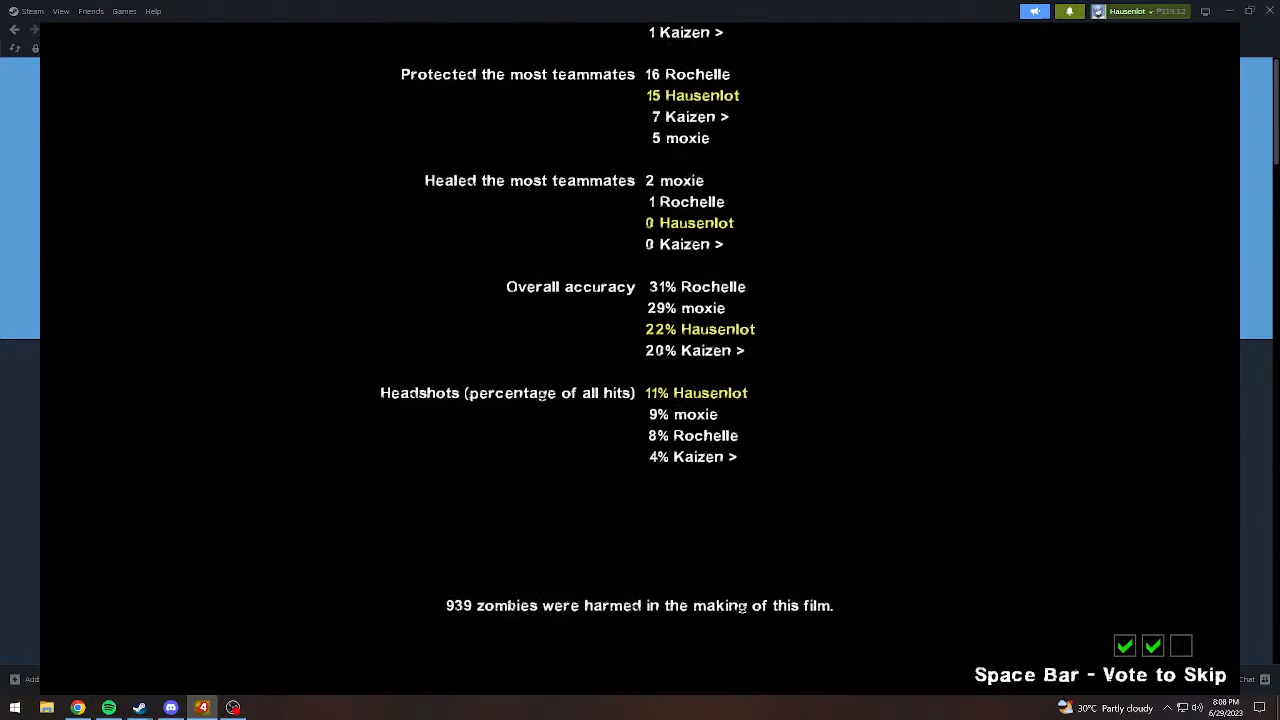 Steam View Friends Games Help
Hausenlot
1 Kaizen >
Protected the most teammates 16 Rochelle
15 Hausenlot
7 Kaizen >
5 moxie
Healed the most teammates 2 moxie
1 Rochelle
0 Hausenlot
0 Kaizen >
Overall accuracy 31% Rochelle
29% moxie
22% Hausenlot
20% Kaizen >
Headshots (percentage of all hits) 11% Hausenlot
9% moxie
8% Rochelle
4% Kaizen >
939 zombies were harmed in the making of this film.
Space Bar - Vote to Skip
30°C Partly cloudy
8:08 PM
6/29/2023